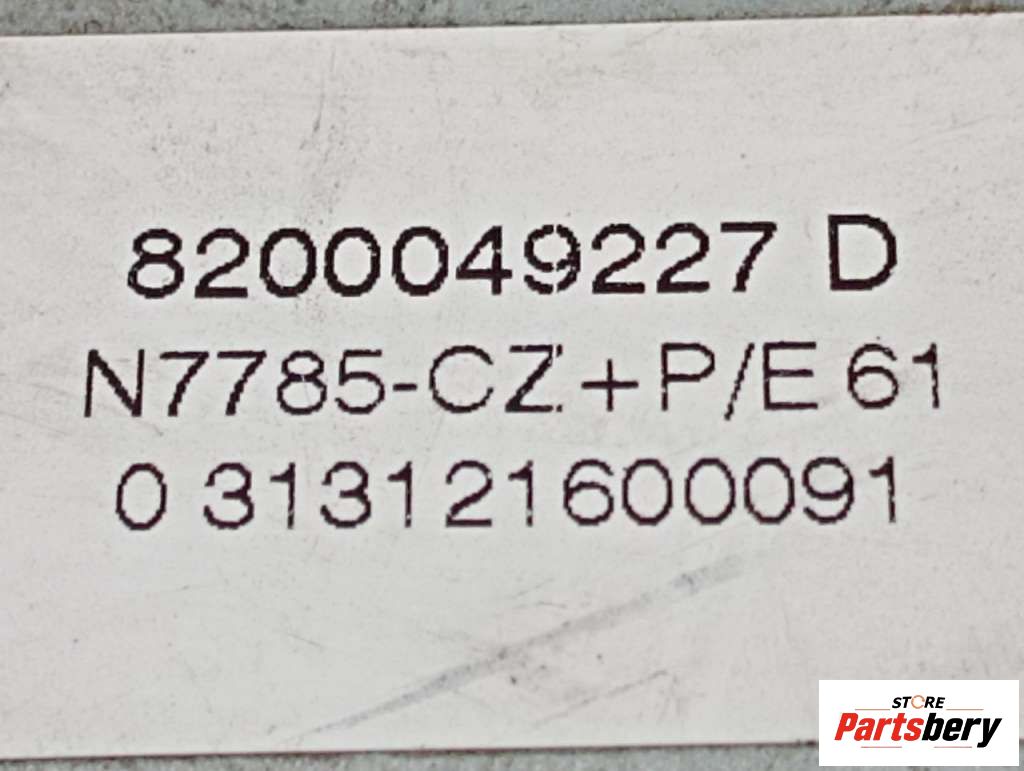 8200049227 D
N7785-CZ+P/E 61
0 313121600091
STORE
Partsbery